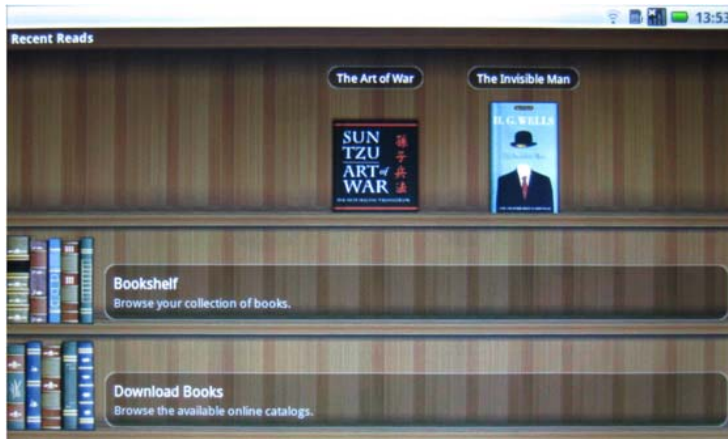 13:53
Recent Reads
The Art of War
The Invisible Man
SUN
TZU
ART of
WAR
孫子兵法
H. G. WELLS
Bookshelf
Browse your collection of books.
Download Books
Browse the available online catalogs.